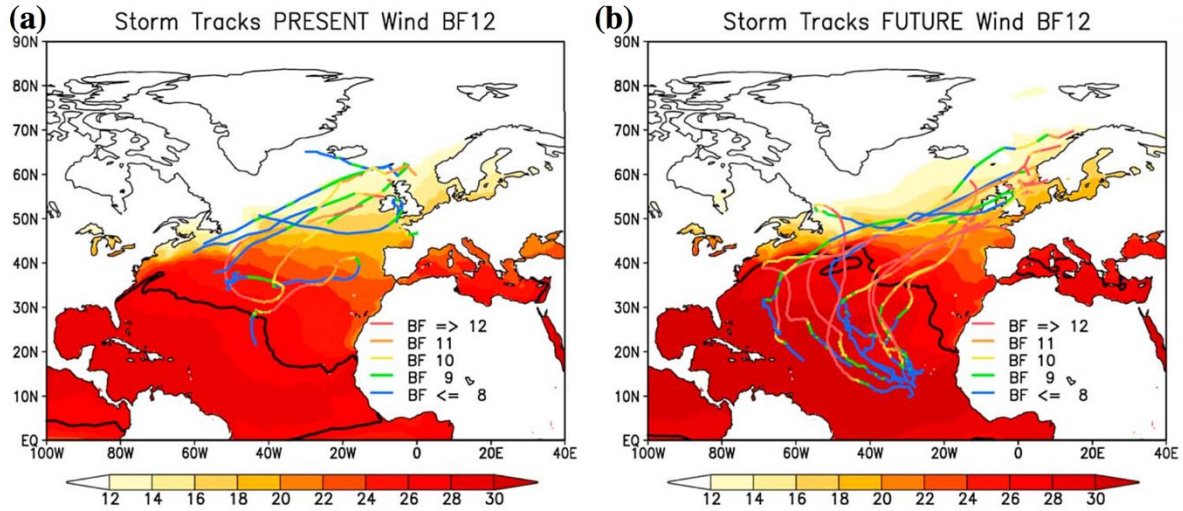 (a) Storm Tracks PRESENT Wind BF12
90N
80N
70N
60N
50N
40N
30N
20N
10N
EQ
BF => 12
BF 11
BF 10
BF 9
BF <= 8
100W 80W 60W 40W 20W 0 20E 40E
12 14 16 18 20 22 24 26 28 30
(b) Storm Tracks FUTURE Wind BF12
90N
80N
70N
60N
50N
40N
30N
20N
10N
EQ
BF => 12
BF 11
BF 10
BF 9
BF <= 8
100W 80W 60W 40W 20W 0 20E 40E
12 14 16 18 20 22 24 26 28 30